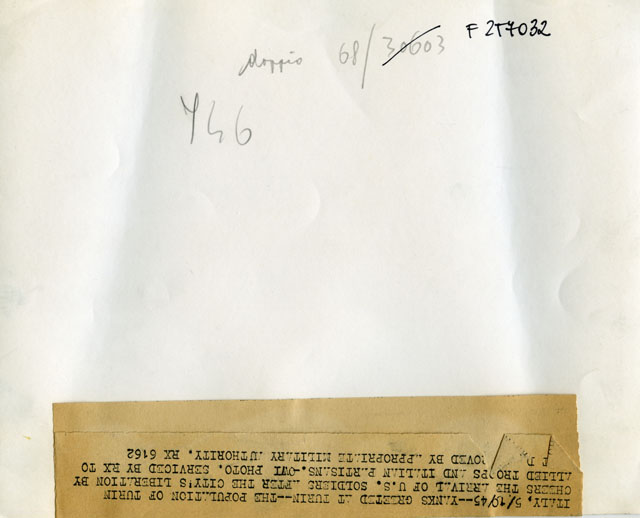 F 2T7032
doppio 68/30603
Y46
ITALY, 5/19/45--YANKS GREETED AT TURIN--THE POPULATION OF TURIN
CHEERS THE ARRIVAL OF U.S. SOLDIERS AFTER THE CITY'S LIBERATION BY
ALLIED TROOPS AND ITALIAN PARTISANS.-OWI PHOTO. SERVICED BY RX TO
OVED BY APPROPRIATE MILITARY AUTHORITY. RX 6162